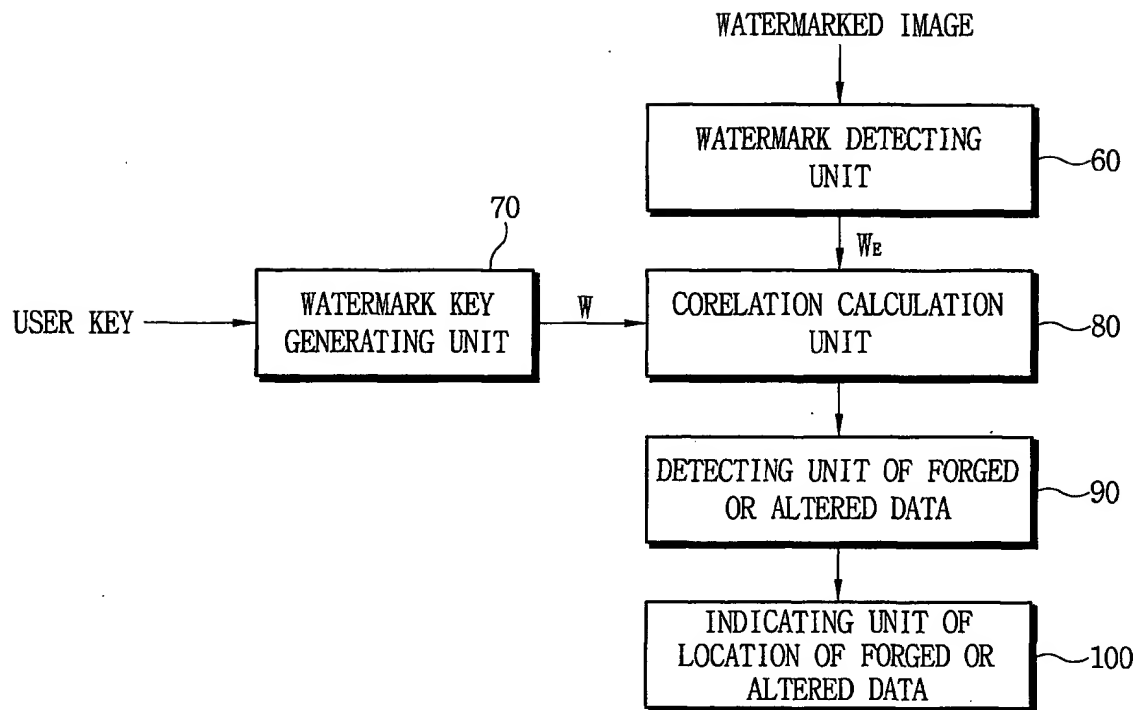 WATERMARKED IMAGE
WATERMARK DETECTING
UNIT
60
WE
70
USER KEY
WATERMARK KEY
GENERATING UNIT
W
CORELATION CALCULATION
UNIT
80
DETECTING UNIT OF FORGED
OR ALTERED DATA
90
INDICATING UNIT OF
LOCATION OF FORGED OR
ALTERED DATA
100